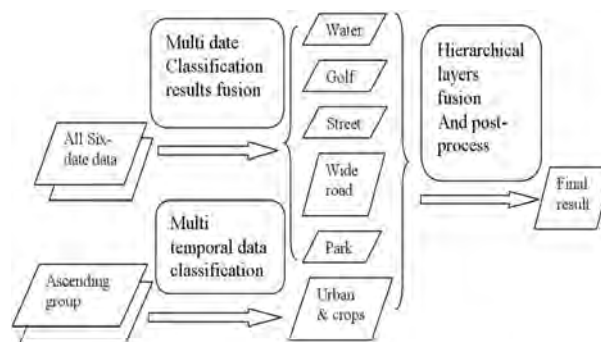 Multi date
Classification
results fusion
All Six-
date data
Multi
temporal data
classification
Ascending
group
Water
Golf
Street
Wide
road
Park
Urban
& crops
Hierarchical
layers
fusion
And post-
process
Final
result